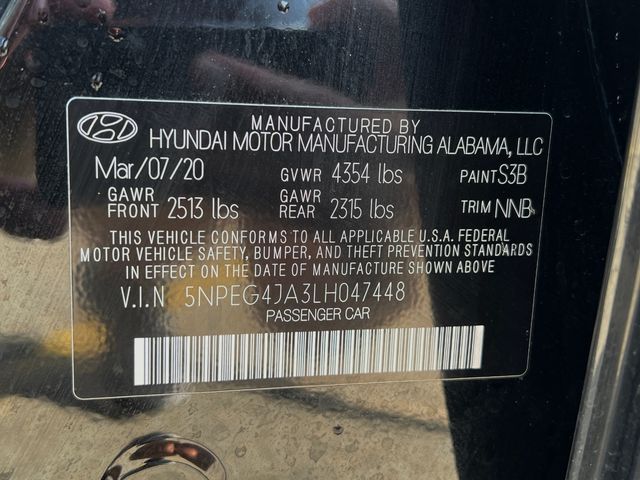 MANUFACTURED BY
HYUNDAI MOTOR MANUFACTURING ALABAMA, LLC
Mar/07/20 GVWR 4354 lbs PAINT S3B
GAWR FRONT 2513 lbs GAWR REAR 2315 lbs TRIM NNB
THIS VEHICLE CONFORMS TO ALL APPLICABLE U.S.A. FEDERAL
MOTOR VEHICLE SAFETY, BUMPER, AND THEFT PREVENTION STANDARDS
IN EFFECT ON THE DATE OF MANUFACTURE SHOWN ABOVE
V.I.N 5NPEG4JA3LH047448
PASSENGER CAR